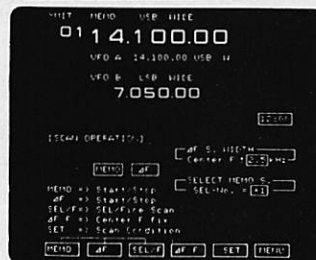 MEMO USB WIDE
01 14.100.00
VFO A 14.100.00 USB W
VFO B LSB WIDE
7.050.00
[SCAN OPERATION]
ΔF S. WIDTH
Center F ± 2.5 kHz
MEMO ΔF
SELECT MEMO S.
SEL-No. =
MEMO => Start/Stop
ΔF => Start/Stop
SEL/F=> SEL/Fine Scan
ΔF F => Center F fix
SET => Scan Condition
MEMO ΔF SEL/F ΔF F SET MENU